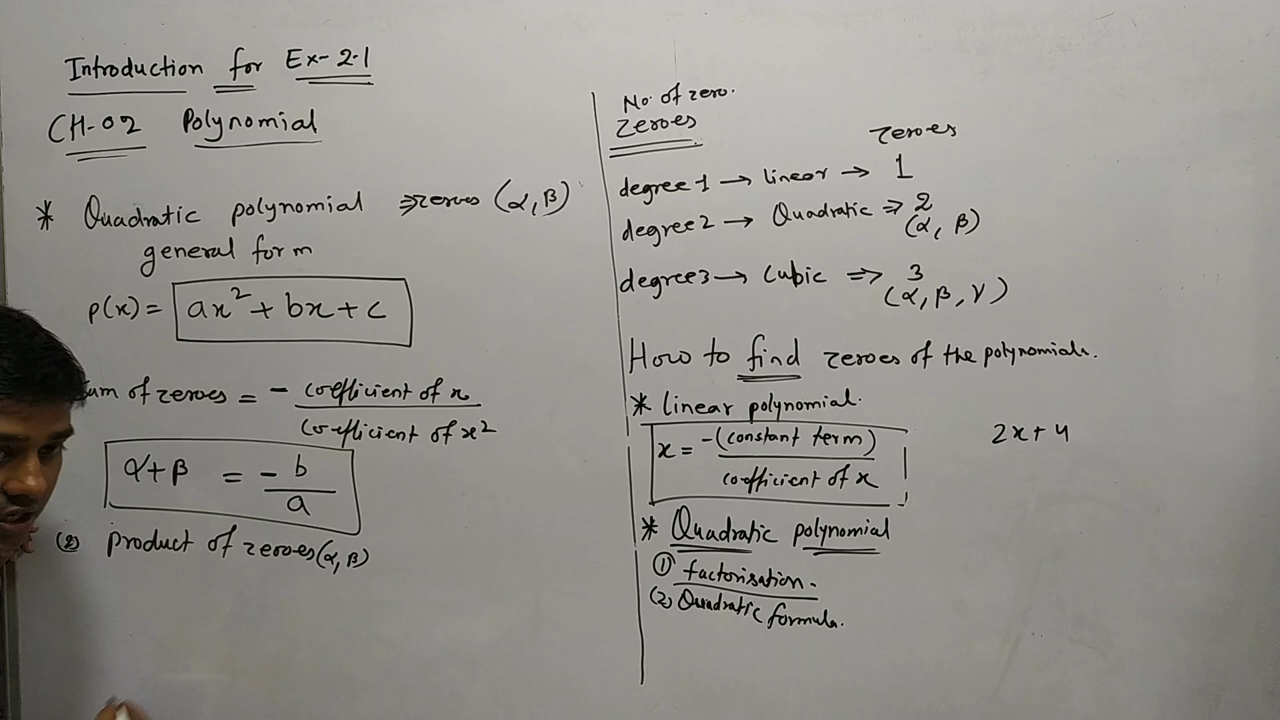 Introduction for Ex-2.1
CH-02 Polynomial
* Quadratic polynomial ⇒zeroes (α, β)
general form
p(x) = ax² + bx + c
um of zeroes = - coefficient of x
coefficient of x²
α+β = - b
a
(2) product of zeroes(α, β)
No. of zero.
Zeroes
zeroes
degree 1 → linear → 1
degree 2 → Quadratic ⇒ 2
(α, β)
degree 3 → Cubic ⇒ 3
(α, β, γ)
How to find zeroes of the polynomials.
* linear polynomial.
x = -(constant term)
coefficient of x
2x+4
* Quadratic polynomial
① factorisation.
(2) Quadratic formula.